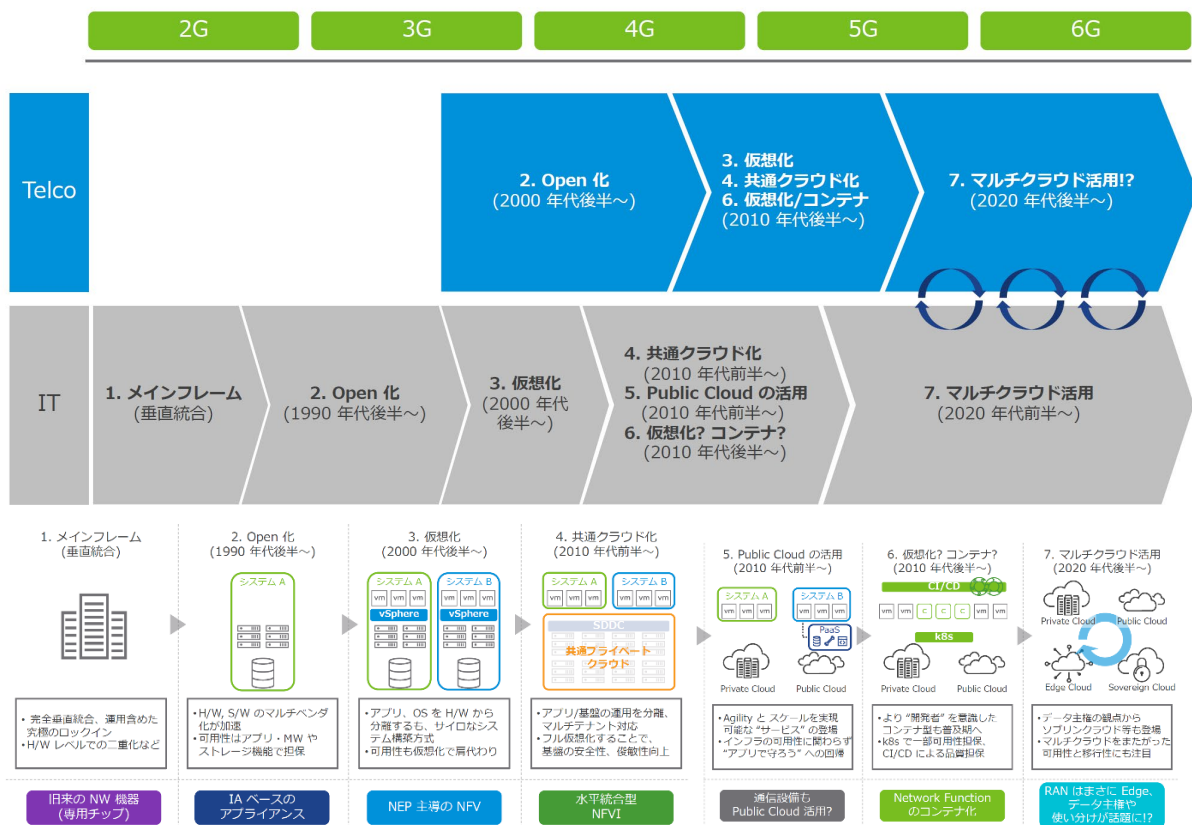 2G
3G
4G
5G
6G
Telco
2. Open 化
(2000 年代後半～)
3. 仮想化
4. 共通クラウド化
6. 仮想化/コンテナ
(2010 年代後半～)
7. マルチクラウド活用!?
(2020 年代後半～)
IT
1. メインフレーム
(垂直統合)
2. Open 化
(1990 年代後半～)
3. 仮想化
(2000 年代
後半～)
4. 共通クラウド化
(2010 年代前半～)
5. Public Cloud の活用
(2010 年代前半～)
6. 仮想化? コンテナ?
(2010 年代後半～)
7. マルチクラウド活用
(2020 年代前半～)
1. メインフレーム
(垂直統合)
・完全垂直統合、運用含めた
究極のロックイン
・H/W レベルでの二重化など
旧来の NW 機器
(専用チップ)
2. Open 化
(1990 年代後半～)
システム A
vm vm vm
・H/W, S/W のマルチベンダ
化が加速
・可用性はアプリ・MW や
ストレージ機能で担保
IA ベースの
アプライアンス
3. 仮想化
(2000 年代後半～)
システム A
システム B
vm vm vm
vm vm vm
vSphere
vSphere
・アプリ、OS を H/W から
分離するも、サイロなシス
テム構築方式
・可用性も仮想化で肩代わり
NEP 主導の NFV
4. 共通クラウド化
(2010 年代前半～)
システム A
システム B
vm vm vm
vm vm vm
SDDC
共通プライベート
クラウド
・アプリ/基盤の運用を分離、
マルチテナント対応
・フル仮想化することで、
基盤の安全性、俊敏性向上
水平統合型
NFVI
5. Public Cloud の活用
(2010 年代前半～)
システム A
システム B
vm vm vm
vm vm vm
PaaS
Private Cloud
Public Cloud
・Agility と スケールを実現
可能な "サービス" の登場
・インフラの可用性に関わらず
"アプリで守ろう" への回帰
通信設備も
Public Cloud 活用?
6. 仮想化? コンテナ?
(2010 年代後半～)
CI/CD
vm vm c c c vm vm
k8s
Private Cloud
Public Cloud
・より "開発者" を意識した
コンテナ型も普及期へ
・k8s で一部可用性担保、
CI/CD による品質担保
Network Function
のコンテナ化
7. マルチクラウド活用
(2020 年代後半～)
Private Cloud
Public Cloud
Edge Cloud
Sovereign Cloud
・データ主権の観点から
ソブリンクラウド等も登場
・マルチクラウドをまたがった
可用性と移行性にも注目
RAN はまさに Edge、
データ主権や
使い分けが話題に!?